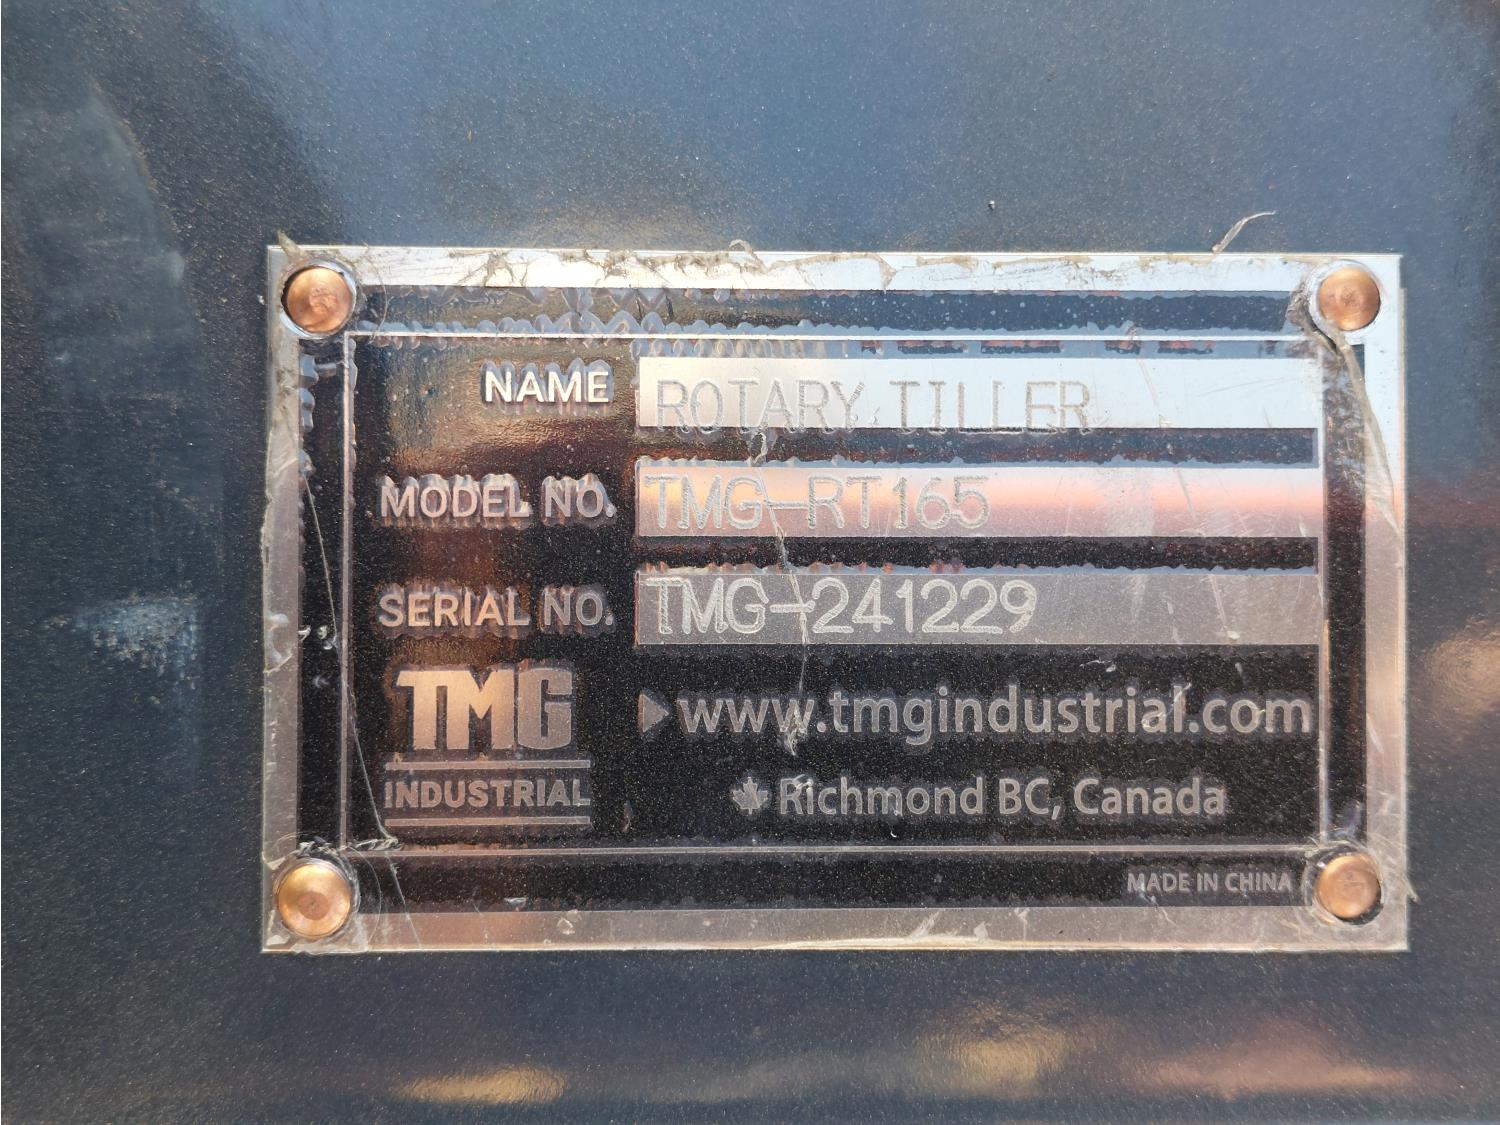 NAME ROTARY TILLER
MODEL NO. TMG-RT165
SERIAL NO. TMG-241229
TMG
INDUSTRIAL
www.tmgindustrial.com
Richmond BC, Canada
MADE IN CHINA